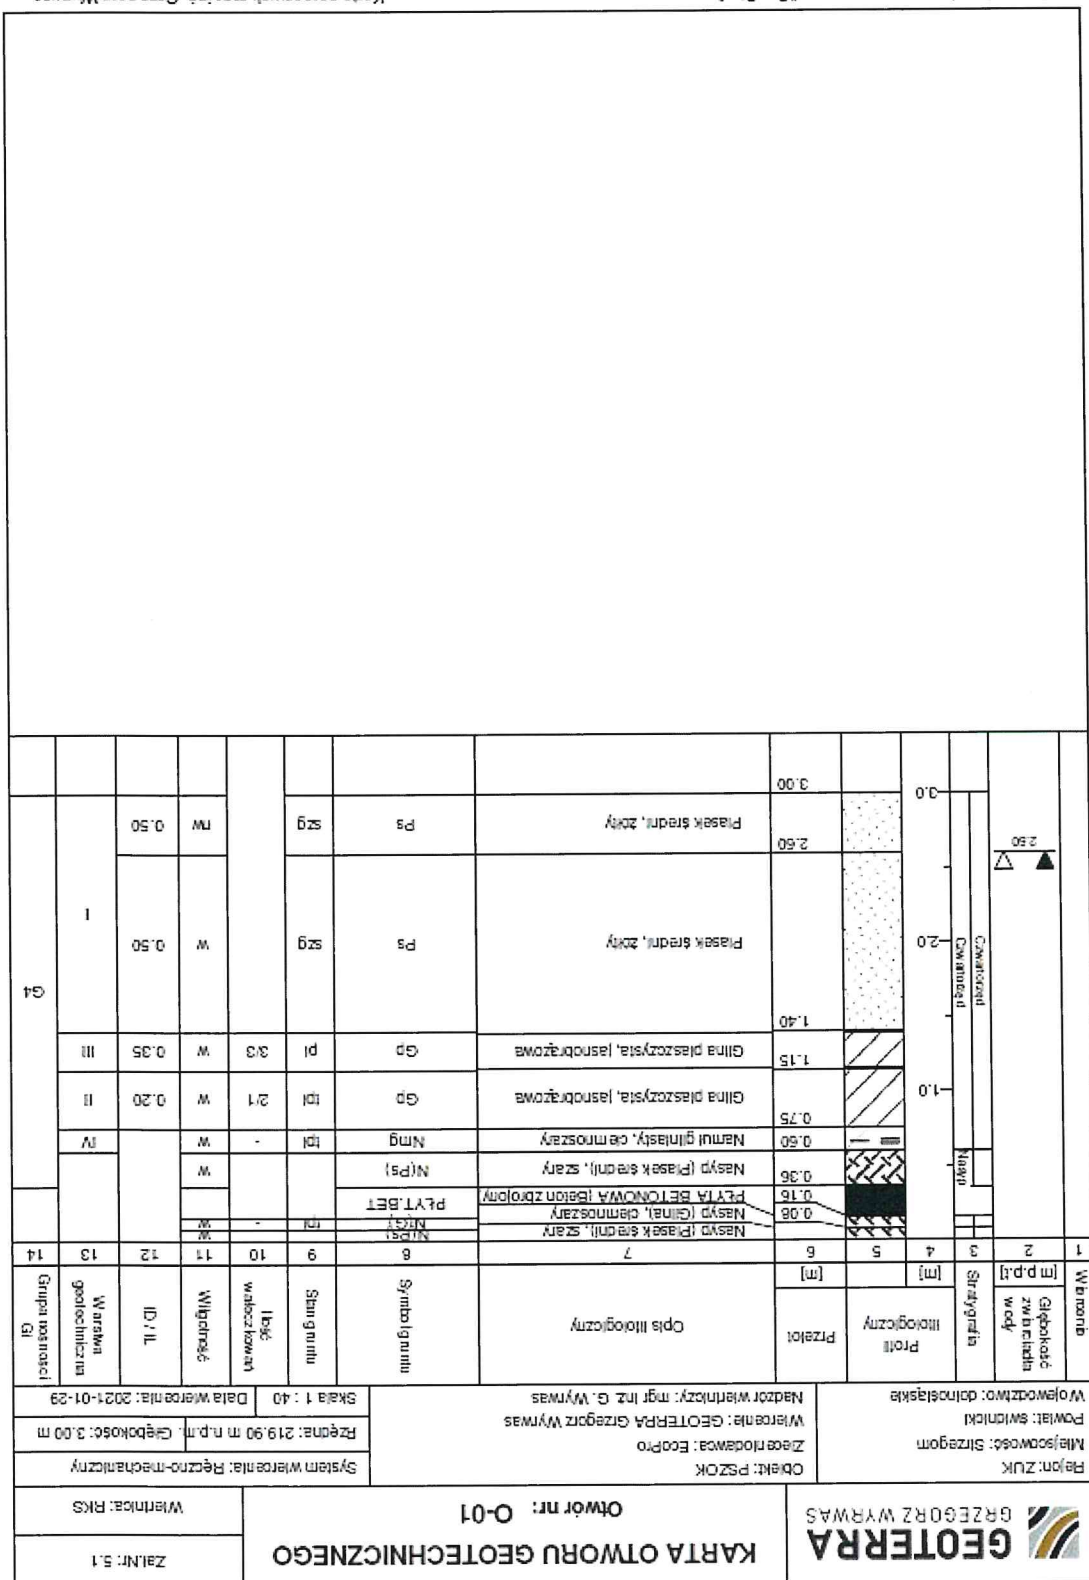 GEOTERRA
GRZEGORZ WYRWAS
KARTA OTWORU GEOTECHNICZNEGO
Otwór nr: O-01
Zał.Nr: 5.1
Wiertnica: RKS
Rejon: ZUK
Miejscowość: Strzegom
Powiat: świdnicki
Województwo: dolnośląskie
Obiekt: PSZOK
Zleceniodawca: EcoPro
Wiercenie: GEOTERRA Grzegorz Wyrwas
Nadzór wiertniczy: mgr inż. G. Wyrwas
System wiercenia: Ręczno-mechaniczny
Rzędna: 219.90 m n.p.m. Głębokość: 3.00 m
Skala 1 : 40 Data wiercenia: 2021-01-29
Głębokość zwierciadła wody [m p.p.t]
Stratygrafia
[m]
Profil litologiczny
Przelot [m]
Opis litologiczny
Symbol gruntu
Stan gruntu
Ilość wałeczkowań
Wilgotność
ID / IL
Warstwa geotechniczna
Grupa nośności Gi
1 2 3 4 5 6 7 8 9 10 11 12 13 14
Nasyp (Piasek średni), szary N(Ps) w
0.08 Nasyp (Glina), ciemnoszary N(G) tpl - w
0.16 PŁYTA BETONOWA (Beton zbrojony) PŁYT.BET
0.36 Nasyp (Piasek średni), szary N(Ps) w
Nasyp
0.60 Namuł gliniasty, ciemnoszary Nmg tpl - w IV
0.75 Glina piaszczysta, jasnobrązowa Gp tpl 2/1 w 0.20 II
1.0
1.15 Glina piaszczysta, jasnobrązowa Gp pl 3/3 w 0.35 III
1.40
Piasek średni, żółty Ps szg w 0.50 I
G4
Czwartorzęd
Czwartorzęd
2.0
2.50
2.60
Piasek średni, żółty Ps szg nw 0.50
3.0
3.00